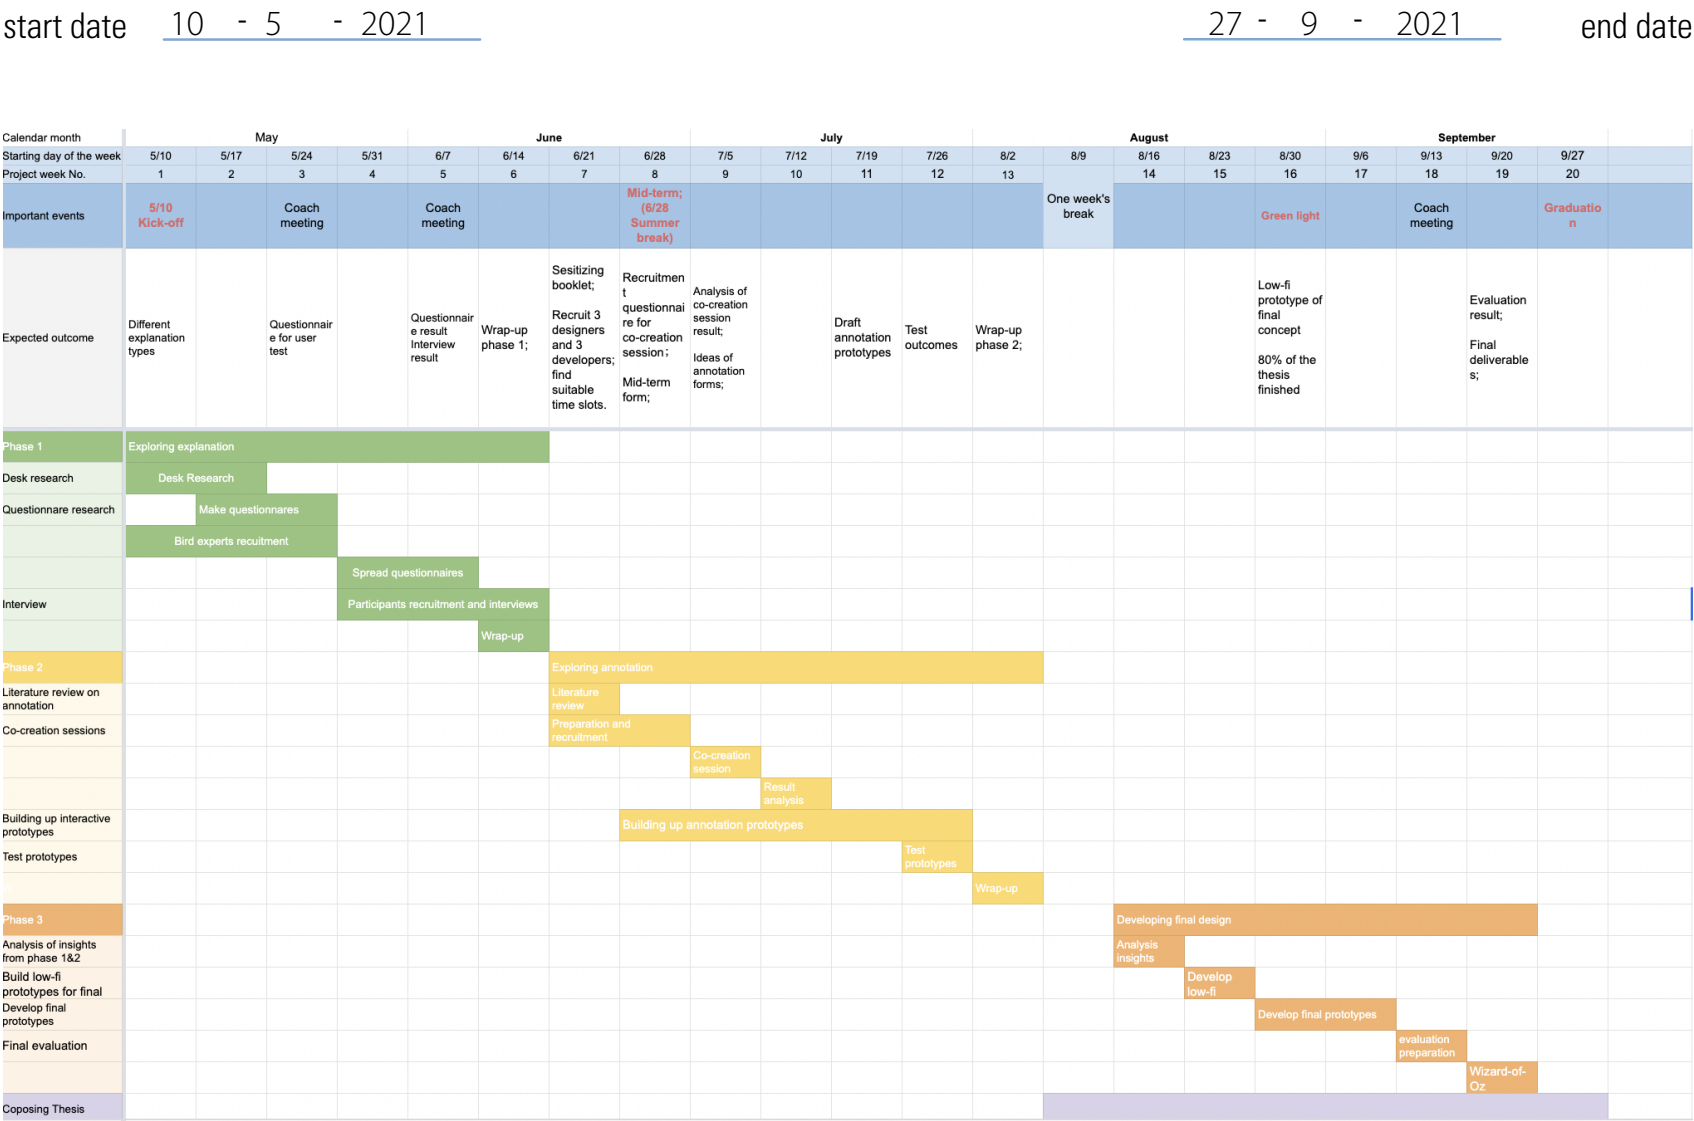 start date 10 - 5 - 2021 27 - 9 - 2021 end date
Calendar month May June July August September
Starting day of the week 5/10 5/17 5/24 5/31 6/7 6/14 6/21 6/28 7/5 7/12 7/19 7/26 8/2 8/9 8/16 8/23 8/30 9/6 9/13 9/20 9/27
Project week No. 1 2 3 4 5 6 7 8 9 10 11 12 13 14 15 16 17 18 19 20
Important events
5/10
Kick-off
Coach
meeting
Coach
meeting
Mid-term;
(6/28
Summer
break)
One week's
break
Green light
Coach
meeting
Graduatio
n
Expected outcome
Different
explanation
types
Questionnair
e for user
test
Questionnair
e result
Interview
result
Wrap-up
phase 1;
Sesitizing
booklet;
Recruit 3
designers
and 3
developers;
find
suitable
time slots.
Recruitmen
t
questionnai
re for
co-creation
session;
Mid-term
form;
Analysis of
co-creation
session
result;
Ideas of
annotation
forms;
Draft
annotation
prototypes
Test
outcomes
Wrap-up
phase 2;
Low-fi
prototype of
final
concept
80% of the
thesis
finished
Evaluation
result;
Final
deliverable
s;
Phase 1 Exploring explanation
Desk research Desk Research
Questionnare research Make questionnares
Bird experts recuitment
Spread questionnaires
Interview Participants recruitment and interviews
Wrap-up
Phase 2 Exploring annotation
Literature review on
annotation
Literature
review
Co-creation sessions
Preparation and
recruitment
Co-creation
session
Result
analysis
Building up interactive
prototypes
Building up annotation prototypes
Test prototypes
Test
prototypes
Wrap-up
Phase 3 Developing final design
Analysis of insights
from phase 1&2
Analysis
insights
Build low-fi
prototypes for final
Develop
low-fi
Develop final
prototypes
Develop final prototypes
Final evaluation
evaluation
preparation
Wizard-of-
Oz
Coposing Thesis